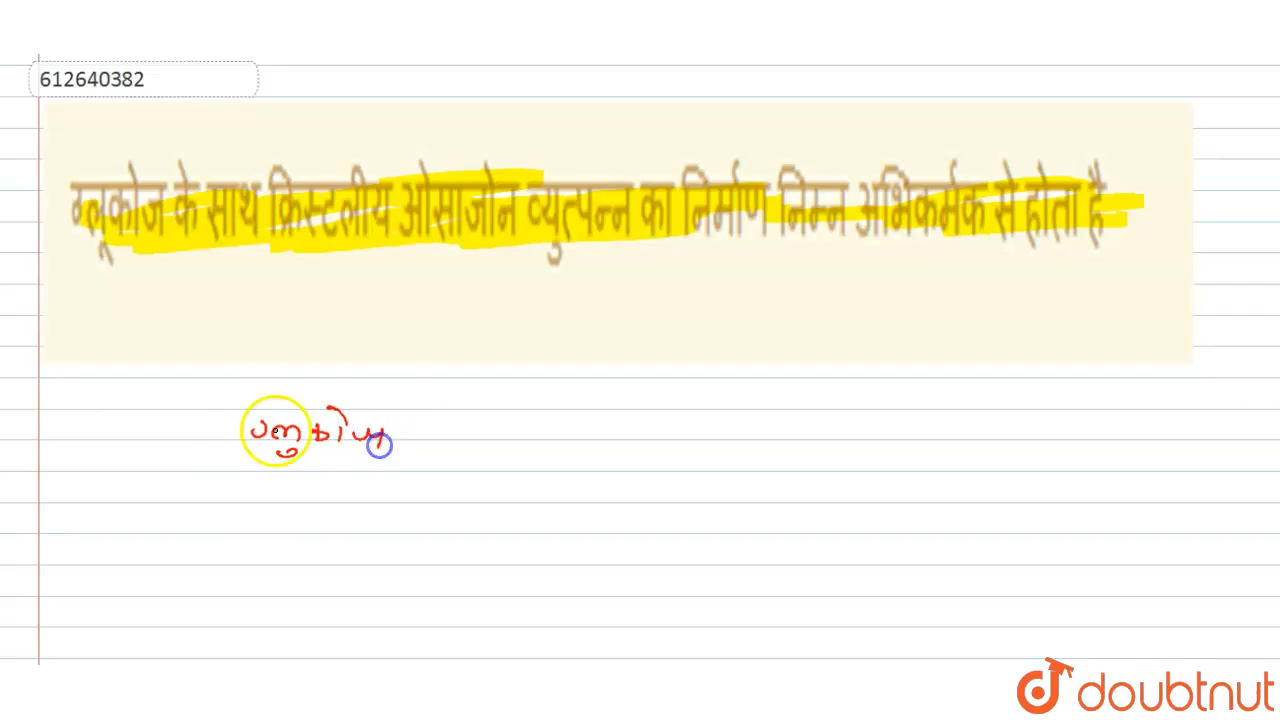 612640382
ग्लूकोज के साथ क्रिस्टलीय ओसाजोन व्युत्पन्न का निर्माण निम्न अभिकर्मक से होता है
ग्लूकोज
doubtnut